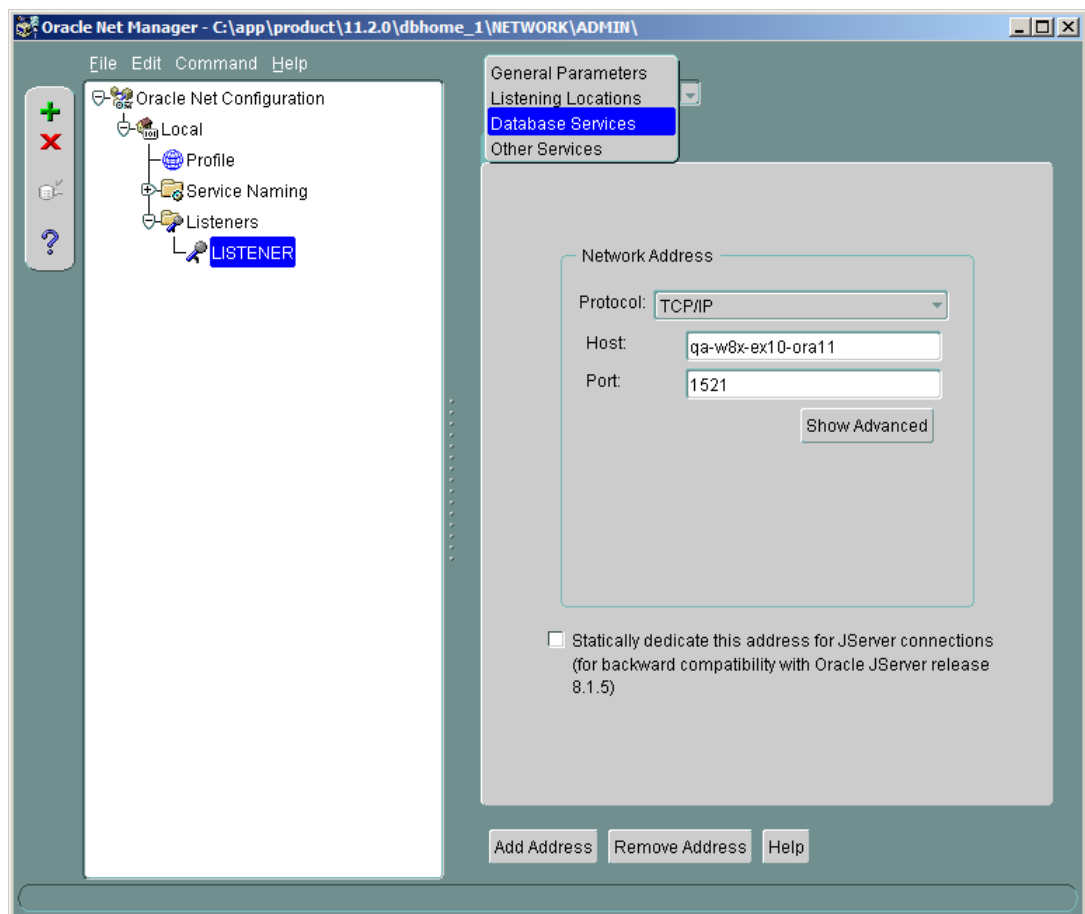 Oracle Net Manager - C:\app\product\11.2.0\dbhome_1\NETWORK\ADMIN\
File Edit Command Help
Oracle Net Configuration
Local
Profile
Service Naming
Listeners
LISTENER
General Parameters
Listening Locations
Database Services
Other Services
Network Address
Protocol: TCP/IP
Host: qa-w8x-ex10-ora11
Port: 1521
Show Advanced
Statically dedicate this address for JServer connections
(for backward compatibility with Oracle JServer release
8.1.5)
Add Address Remove Address Help